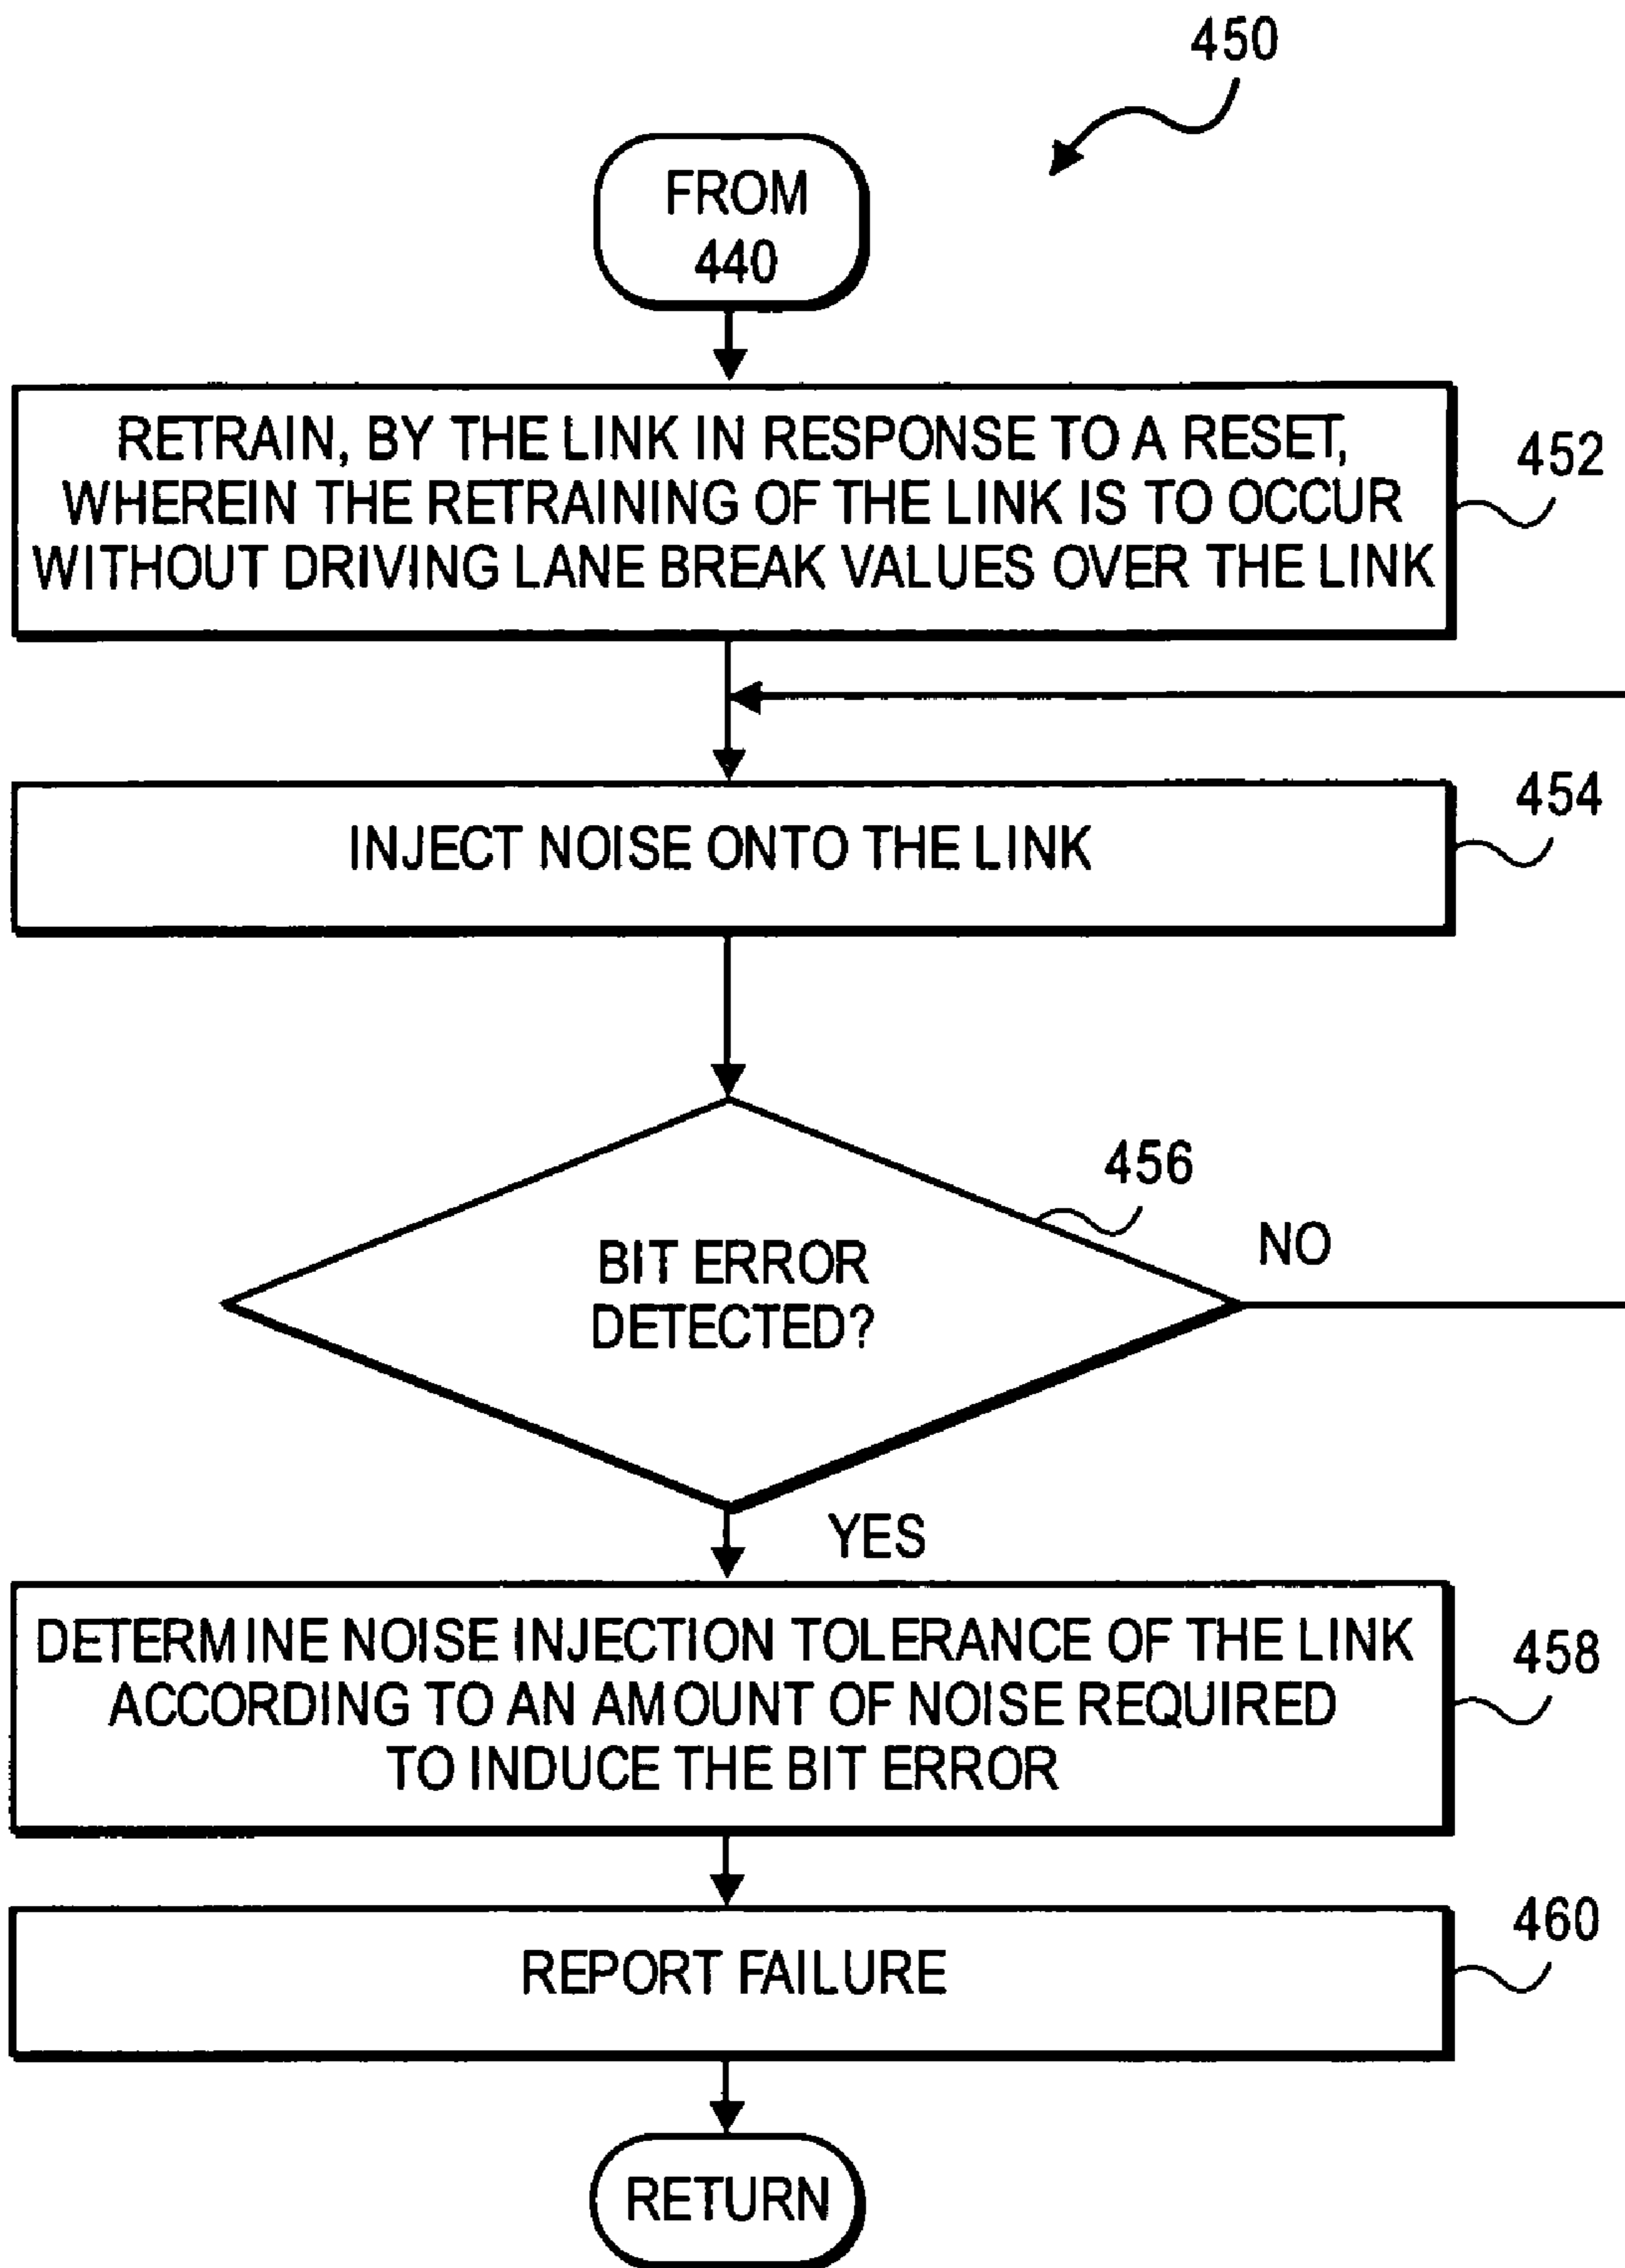 450
FROM
440
RETRAIN, BY THE LINK IN RESPONSE TO A RESET,
WHEREIN THE RETRAINING OF THE LINK IS TO OCCUR
WITHOUT DRIVING LANE BREAK VALUES OVER THE LINK
452
INJECT NOISE ONTO THE LINK
454
456
BIT ERROR
DETECTED?
NO
YES
DETERMINE NOISE INJECTION TOLERANCE OF THE LINK
ACCORDING TO AN AMOUNT OF NOISE REQUIRED
TO INDUCE THE BIT ERROR
458
REPORT FAILURE
460
RETURN